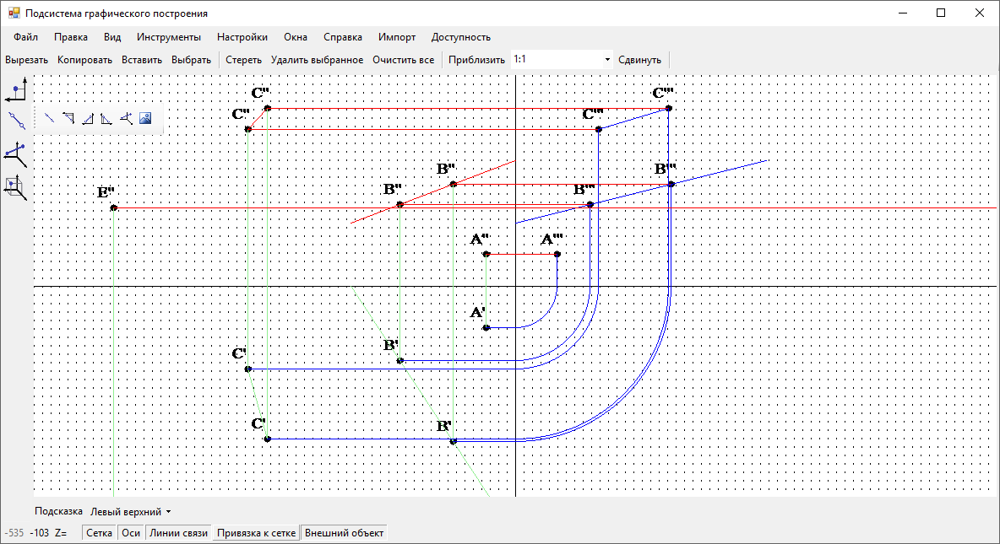 Подсистема графического построения
Файл Правка Вид Инструменты Настройки Окна Справка Импорт Доступность
Вырезать Копировать Вставить Выбрать Стереть Удалить выбранное Очистить все Приблизить 1:1 Сдвинуть
C" C'"
C" C'"
B" B'"
B" B'"
E"
A" A'"
A'
B'
C'
C' B'
Подсказка Левый верхний
-535 -103 Z= Сетка Оси Линии связи Привязка к сетке Внешний объект